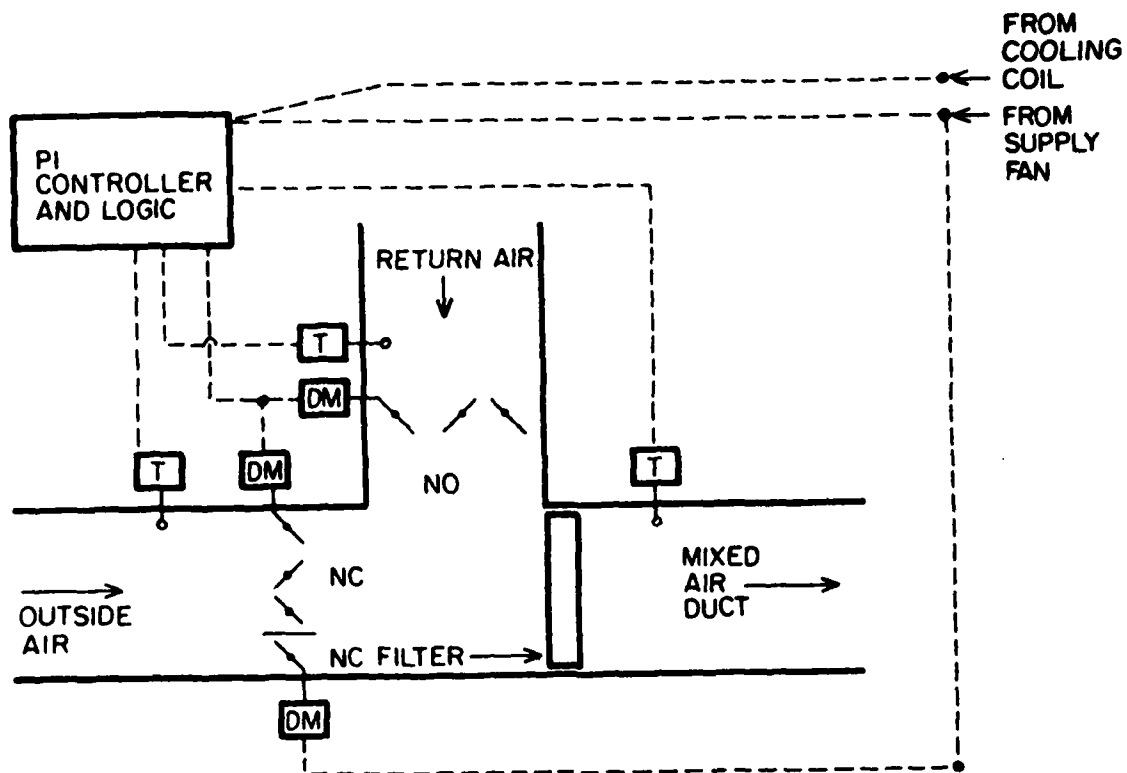 FROM
COOLING
COIL
FROM
SUPPLY
FAN
PI
CONTROLLER
AND LOGIC
RETURN AIR
T
DM
T
DM
NO
T
NC
MIXED
AIR
DUCT
OUTSIDE
AIR
NC FILTER
DM